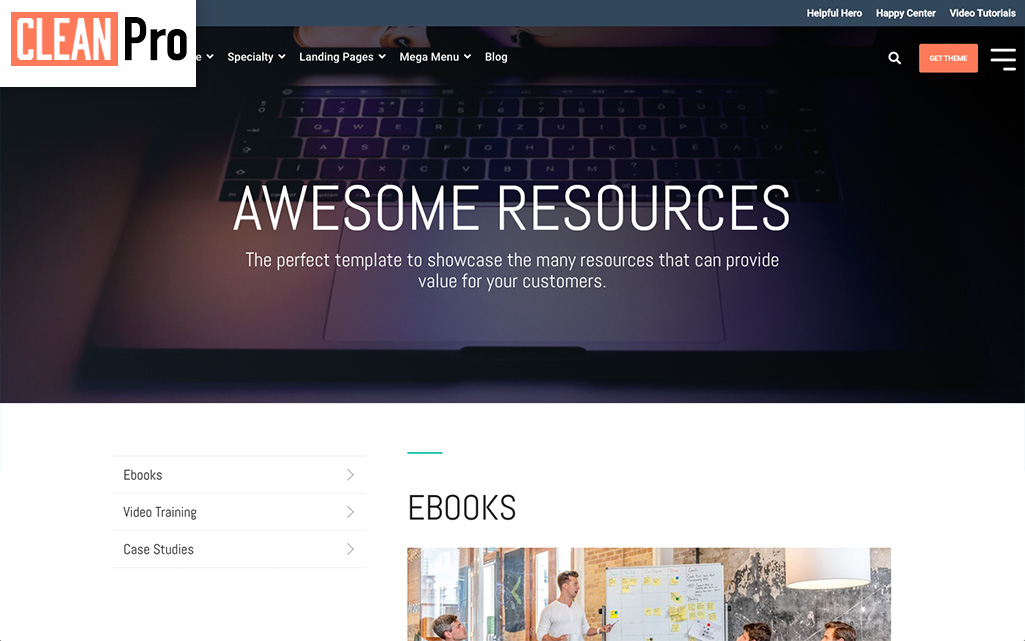 CLEAN Pro
Helpful Hero Happy Center Video Tutorials
Specialty Landing Pages Mega Menu Blog
GET THEME
AWESOME RESOURCES
The perfect template to showcase the many resources that can provide
value for your customers.
Ebooks
Video Training
Case Studies
EBOOKS